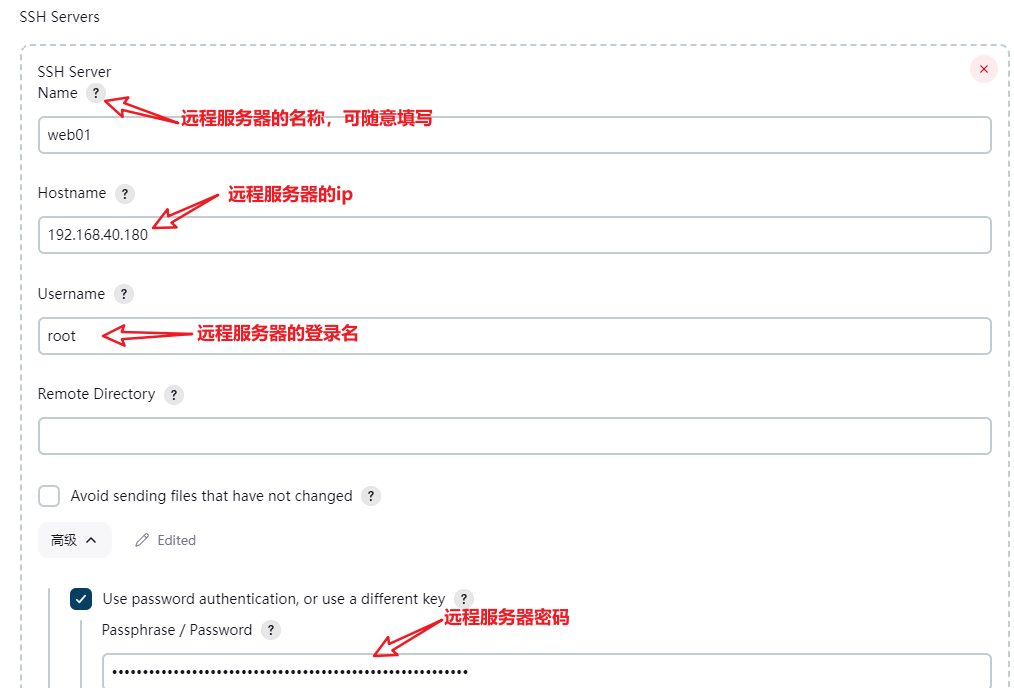 SSH Servers
SSH Server
Name ?
远程服务器的名称，可随意填写
web01
Hostname ?
远程服务器的ip
192.168.40.180
Username ?
root
远程服务器的登录名
Remote Directory ?
Avoid sending files that have not changed ?
高级 Edited
Use password authentication, or use a different key ?
远程服务器密码
Passphrase / Password ?
••••••••••••••••••••••••••••••••••••••••••••••••••••••••••